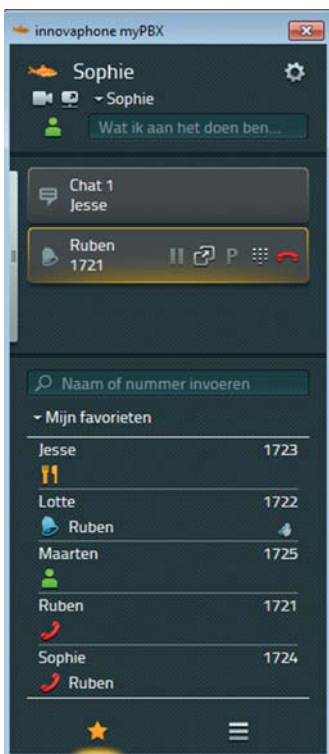 innovaphone myPBX
Sophie
Sophie
Wat ik aan het doen ben...
Chat 1
Jesse
Ruben
1721
P
Naam of nummer invoeren
Mijn favorieten
Jesse 1723
Lotte 1722
Ruben
Maarten 1725
Ruben 1721
Sophie 1724
Ruben